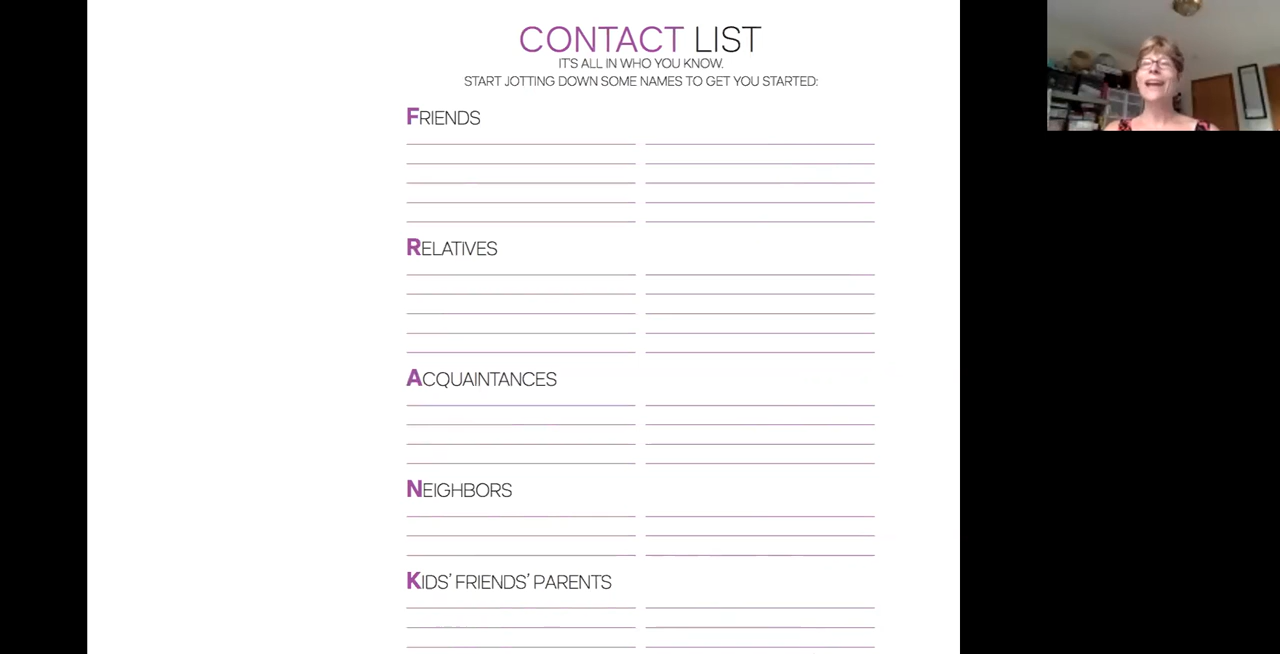 CONTACT LIST
IT'S ALL IN WHO YOU KNOW.
START JOTTING DOWN SOME NAMES TO GET YOU STARTED:
FRIENDS
RELATIVES
ACQUAINTANCES
NEIGHBORS
KIDS' FRIENDS' PARENTS